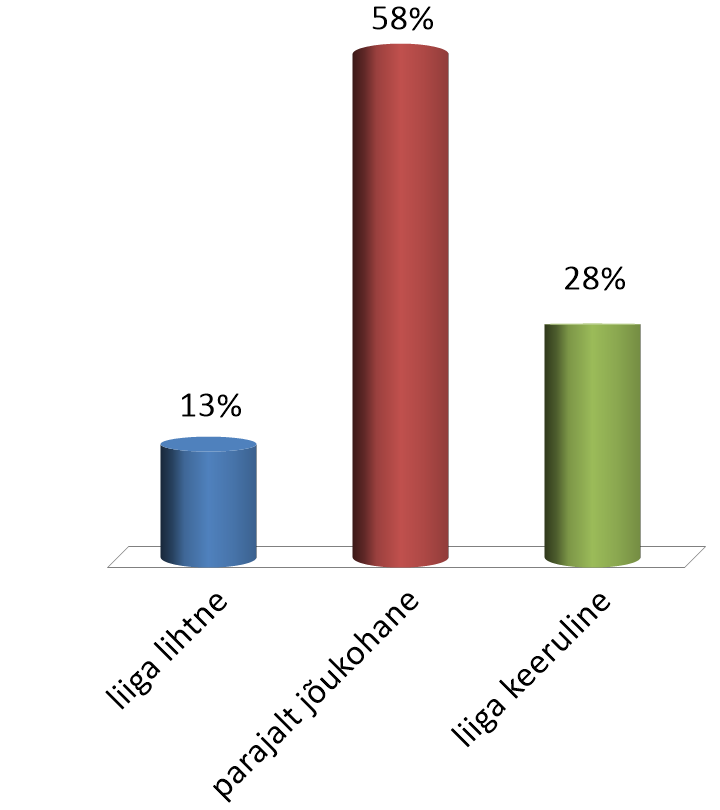 58%
28%
13%
liiga lihtne
parajalt jõukohane
liiga keeruline